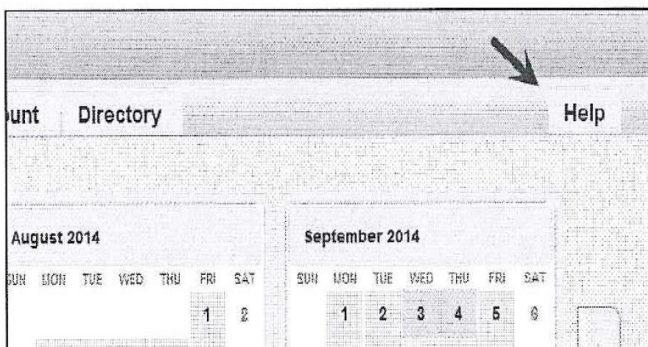 unt Directory Help
August 2014 September 2014
SUN MON TUE WED THU FRI SAT SUN MON TUE WED THU FRI SAT
1 2 1 2 3 4 5 6